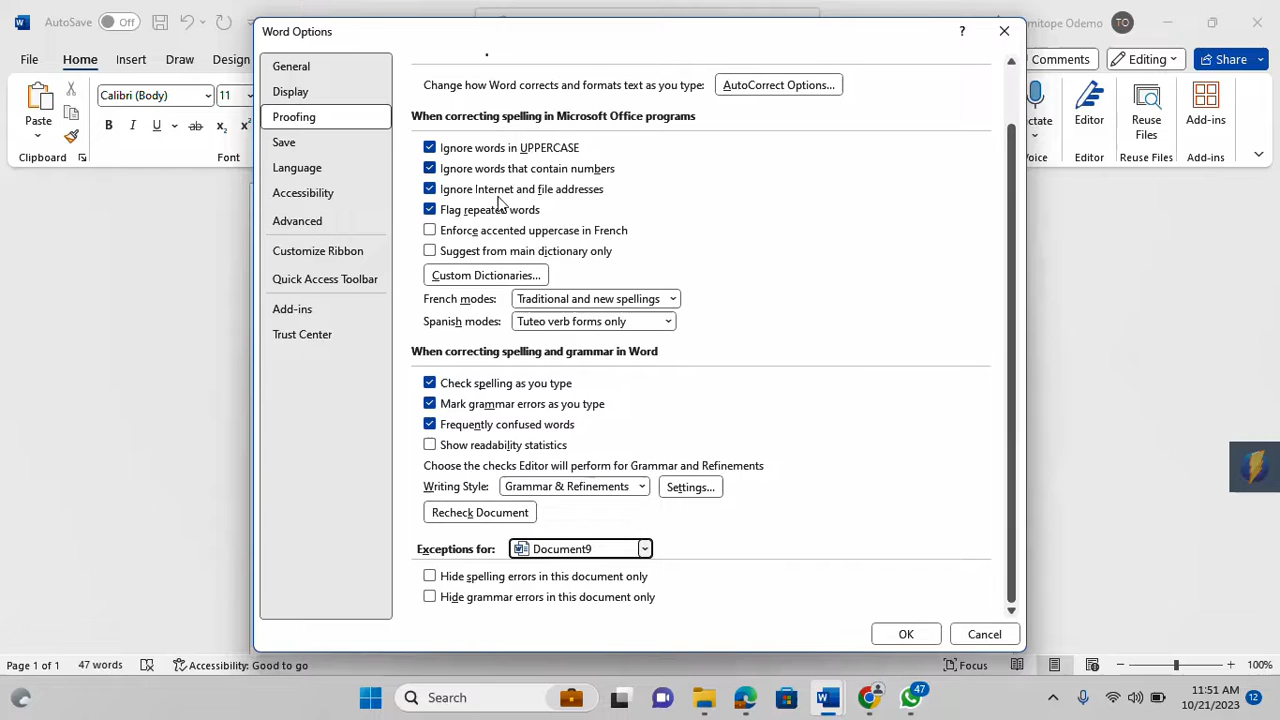 AutoSave Off
Word Options
?
mitope Odemo TO
File Home Insert Draw Design
Comments Editing Share
Paste
Calibri (Body) 11
B I U ab x₂ x²
Font
Editor
Reuse Files
Add-ins
ctate
Voice Editor Reuse Files Add-ins
General
Display
Proofing
Save
Language
Accessibility
Advanced
Customize Ribbon
Quick Access Toolbar
Add-ins
Trust Center
Change how Word corrects and formats text as you type: AutoCorrect Options...
When correcting spelling in Microsoft Office programs
Ignore words in UPPERCASE
Ignore words that contain numbers
Ignore Internet and file addresses
Flag repeated words
Enforce accented uppercase in French
Suggest from main dictionary only
Custom Dictionaries...
French modes: Traditional and new spellings
Spanish modes: Tuteo verb forms only
When correcting spelling and grammar in Word
Check spelling as you type
Mark grammar errors as you type
Frequently confused words
Show readability statistics
Choose the checks Editor will perform for Grammar and Refinements
Writing Style: Grammar & Refinements Settings...
Recheck Document
Exceptions for: Document9
Hide spelling errors in this document only
Hide grammar errors in this document only
OK Cancel
Page 1 of 1 47 words Accessibility: Good to go Focus 100%
Search 47 11:51 AM
10/21/2023 12